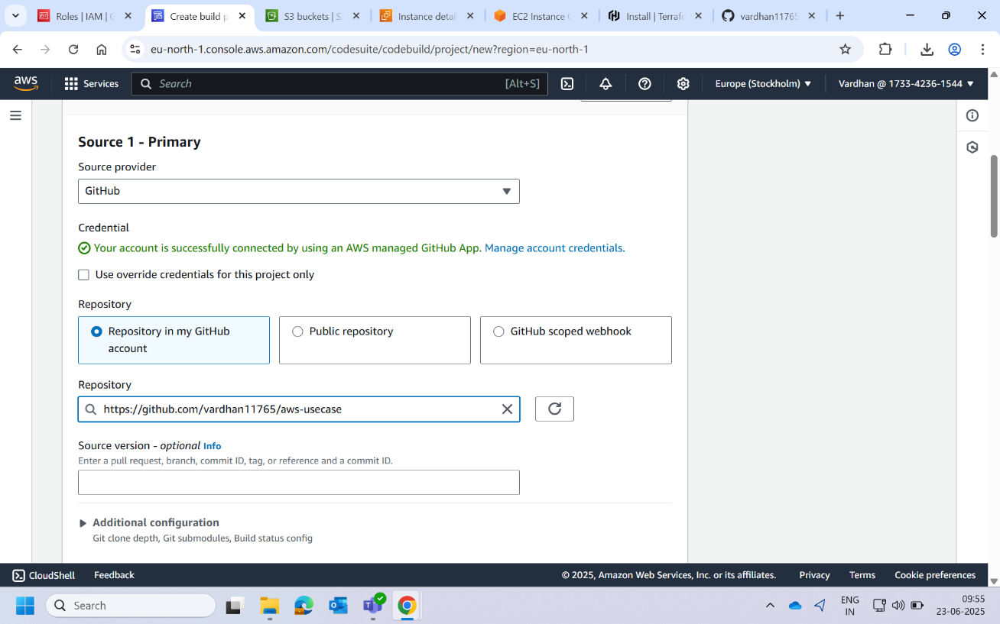 Roles | IAM | G
Create build p
S3 buckets | S
Instance detai
EC2 Instance C
Install | Terraf
vardhan11765
eu-north-1.console.aws.amazon.com/codesuite/codebuild/project/new?region=eu-north-1
aws
Services
Search
[Alt+S]
Europe (Stockholm)
Vardhan @ 1733-4236-1544
Source 1 - Primary
Source provider
GitHub
Credential
Your account is successfully connected by using an AWS managed GitHub App. Manage account credentials.
Use override credentials for this project only
Repository
Repository in my GitHub
account
Public repository
GitHub scoped webhook
Repository
https://github.com/vardhan11765/aws-usecase
Source version - optional Info
Enter a pull request, branch, commit ID, tag, or reference and a commit ID.
Additional configuration
Git clone depth, Git submodules, Build status config
CloudShell
Feedback
© 2025, Amazon Web Services, Inc. or its affiliates.
Privacy
Terms
Cookie preferences
Search
ENG
IN
09:55
23-06-2025